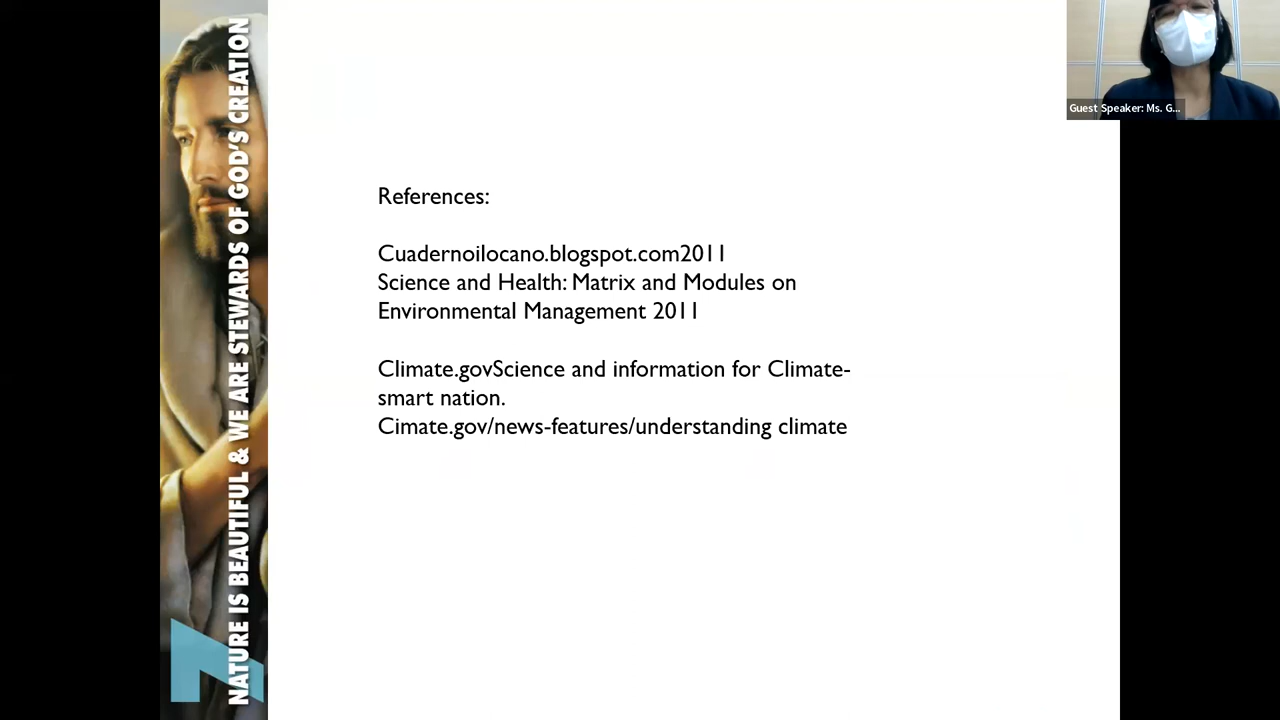 NATURE IS BEAUTIFUL & WE ARE STEWARDS OF GOD'S CREATION
Guest Speaker: Ms. G...
References:
Cuadernoilocano.blogspot.com2011
Science and Health: Matrix and Modules on
Environmental Management 2011
Climate.govScience and information for Climate-
smart nation.
Cimate.gov/news-features/understanding climate